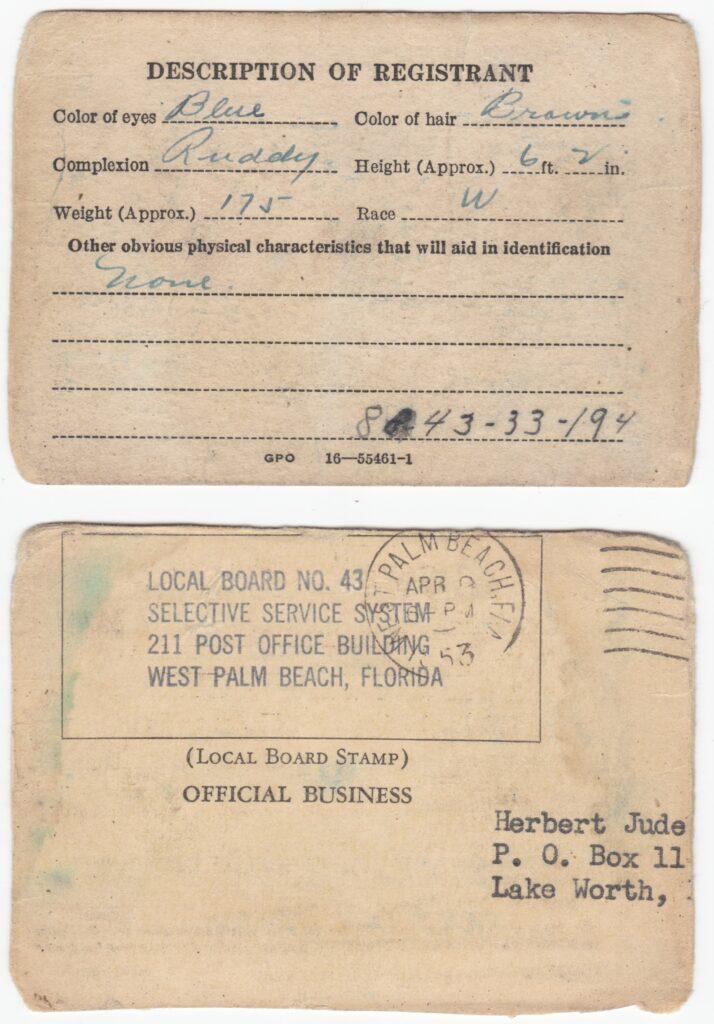 DESCRIPTION OF REGISTRANT
Color of eyes Blue Color of hair Brown
Complexion Ruddy Height (Approx.) 6 ft. 2 in.
Weight (Approx.) 175 Race W
Other obvious physical characteristics that will aid in identification
None.
8 43-33-194
GPO 16—55461-1
LOCAL BOARD NO. 43
SELECTIVE SERVICE SYSTEM
211 POST OFFICE BUILDING
WEST PALM BEACH, FLORIDA
WEST PALM BEACH, FLA
APR
PM
53
(LOCAL BOARD STAMP)
OFFICIAL BUSINESS
Herbert Jude
P. O. Box 11
Lake Worth,